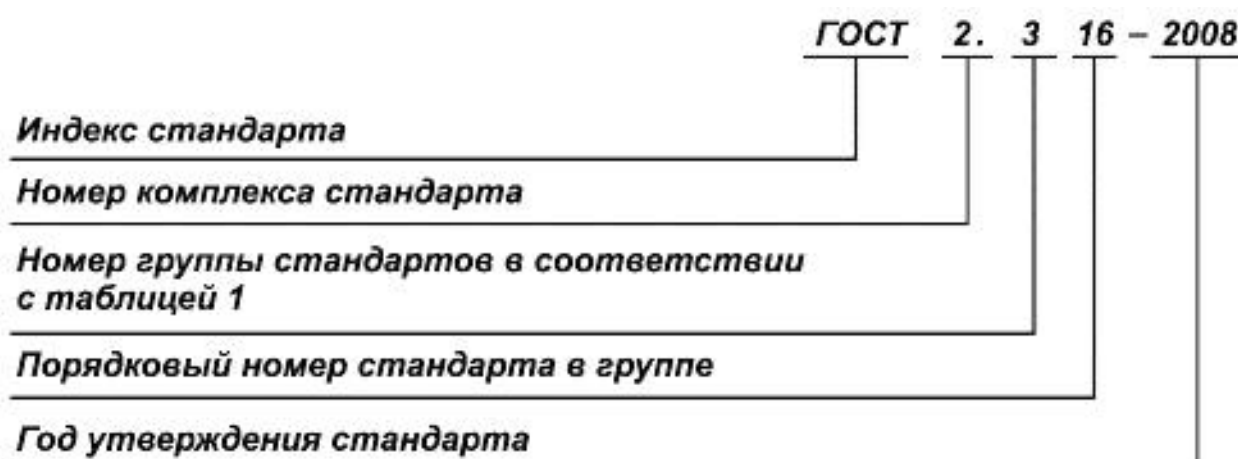 ГОСТ 2. 3 16 – 2008
Индекс стандарта
Номер комплекса стандарта
Номер группы стандартов в соответствии
с таблицей 1
Порядковый номер стандарта в группе
Год утверждения стандарта